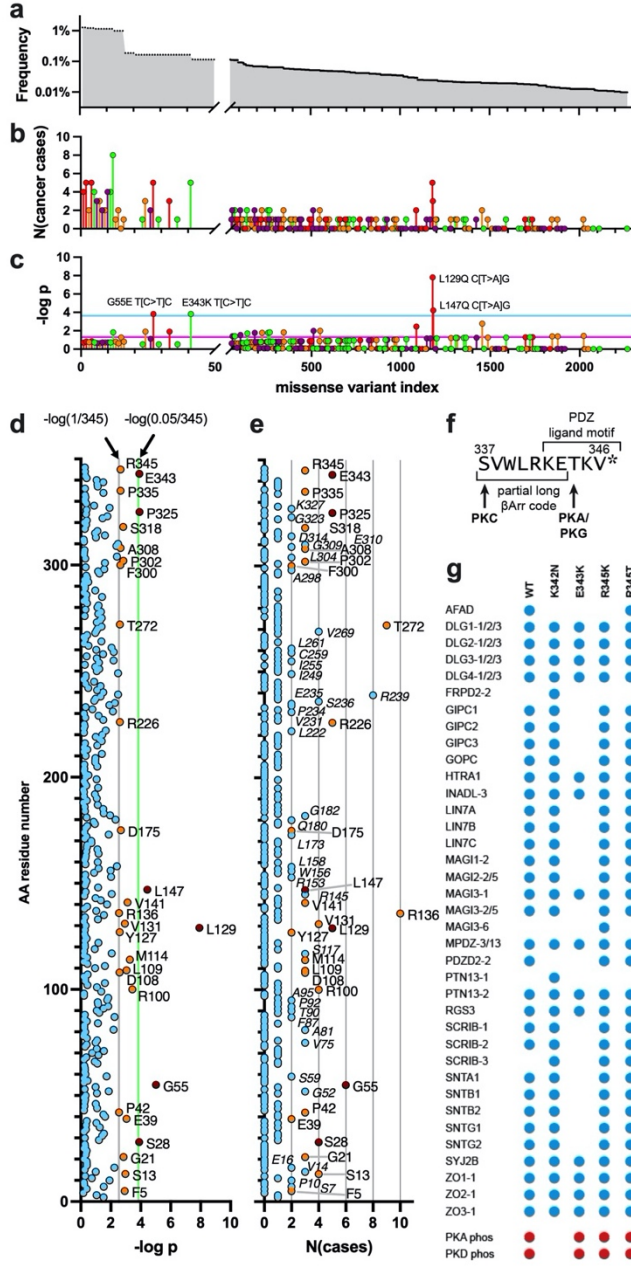 a
Frequency
1%
0.1%
0.01%
b
N(cancer cases)
10
8
6
4
2
0
c
-log p
10
8
6
4
2
0
G55E T[C>T]C
E343K T[C>T]C
L129Q C[T>A]G
L147Q C[T>A]G
0
50
500
1000
1500
2000
missense variant index
d
-log(1/345)
-log(0.05/345)
AA residue number
300
200
100
0
R345
E343
P335
P325
S318
A308
P302
F300
T272
R226
D175
L147
V141
R136
V131
L129
Y127
M114
L109
D108
R100
G55
P42
E39
S28
G21
S13
F5
0
2
4
6
8
10
-log p
e
R345
E343
P335
K327
P325
G323
S318
D314
E310
G309
A308
L304
P302
F300
A298
T272
V269
L261
C259
I255
I249
R239
E235
S236
P234
R226
V231
L222
G182
Q180
D175
L173
L158
W156
L147
R153
R145
V141
R136
V131
L129
Y127
S117
M114
L109
D108
R100
A95
P92
T90
F87
A81
V75
S59
G55
G52
P42
E39
S28
G21
E16
V14
S13
P10
S7
F5
0
2
4
6
8
10
N(cases)
f
PDZ
ligand motif
337
346
SVWLRKETKV*
partial long
βArr code
PKC
PKA/
PKG
g
WT
K342N
E343K
R345K
R345T
AFAD
DLG1-1/2/3
DLG2-1/2/3
DLG3-1/2/3
DLG4-1/2/3
FRPD2-2
GIPC1
GIPC2
GIPC3
GOPC
HTRA1
INADL-3
LIN7A
LIN7B
LIN7C
MAGI1-2
MAGI2-2/5
MAGI3-1
MAGI3-2/5
MAGI3-6
MPDZ-3/13
PDZD2-2
PTN13-1
PTN13-2
RGS3
SCRIB-1
SCRIB-2
SCRIB-3
SNTA1
SNTB1
SNTB2
SNTG1
SNTG2
SYJ2B
ZO1-1
ZO2-1
ZO3-1
PKA phos
PKD phos